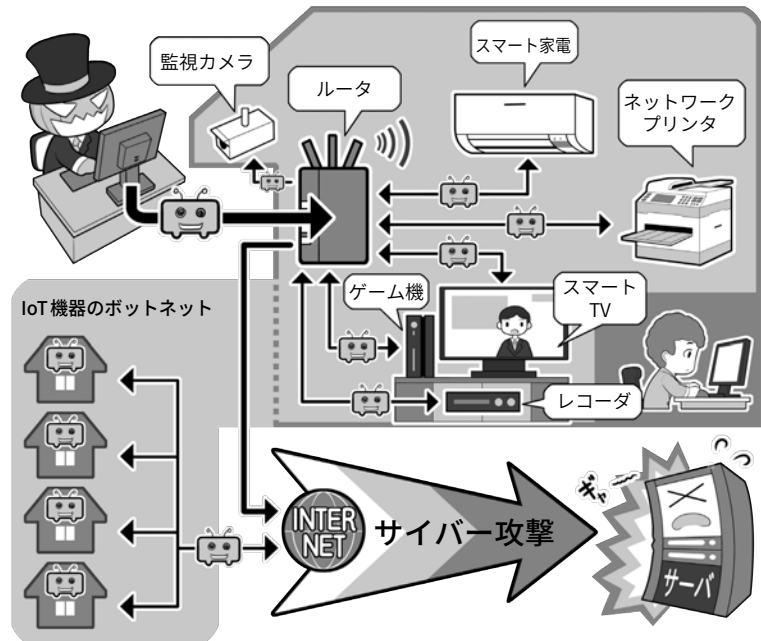 監視カメラ
ルータ
スマート家電
ネットワーク
プリンタ
IoT機器のボットネット
ゲーム機
スマート
TV
レコーダ
INTER
NET
サイバー攻撃
ギャー
サーバ